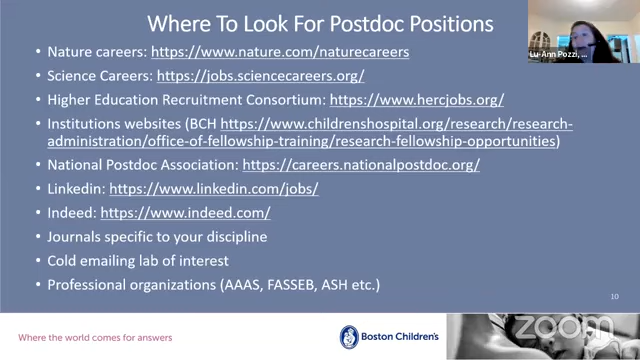 Where To Look For Postdoc Positions
Lu-Ann Pozzi, ...
Nature careers: https://www.nature.com/naturecareers
Science Careers: https://jobs.sciencecareers.org/
Higher Education Recruitment Consortium: https://www.hercjobs.org/
Institutions websites (BCH https://www.childrenshospital.org/research/research-
administration/office-of-fellowship-training/research-fellowship-opportunities)
National Postdoc Association: https://careers.nationalpostdoc.org/
Linkedin: https://www.linkedin.com/jobs/
Indeed: https://www.indeed.com/
Journals specific to your discipline
Cold emailing lab of interest
Professional organizations (AAAS, FASSEB, ASH etc.)
10
Where the world comes for answers
Boston Children's
zoom